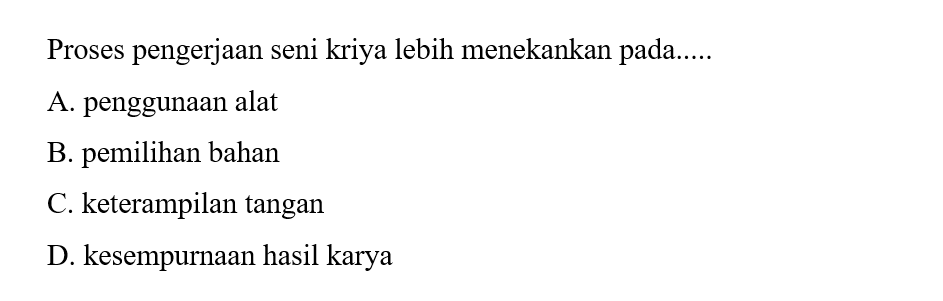 Proses pengerjaan seni kriya lebih menekankan pada.....
A. penggunaan alat
B. pemilihan bahan
C. keterampilan tangan
D. kesempurnaan hasil karya